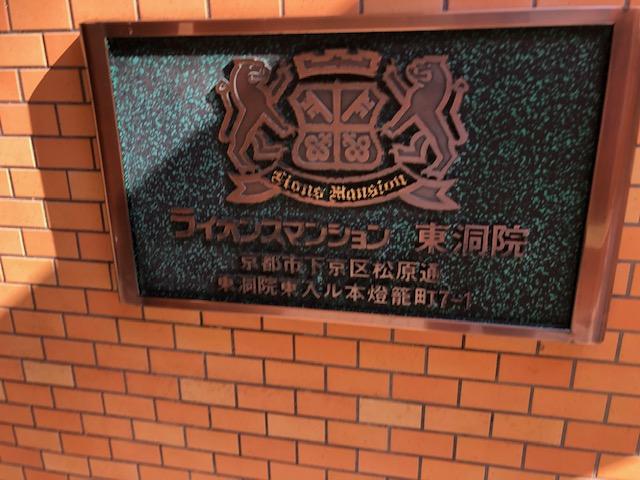 Lions Mansion
ライオンズマンション 東洞院
京都市下京区松原通
東洞院東入ル本燈籠町7-1